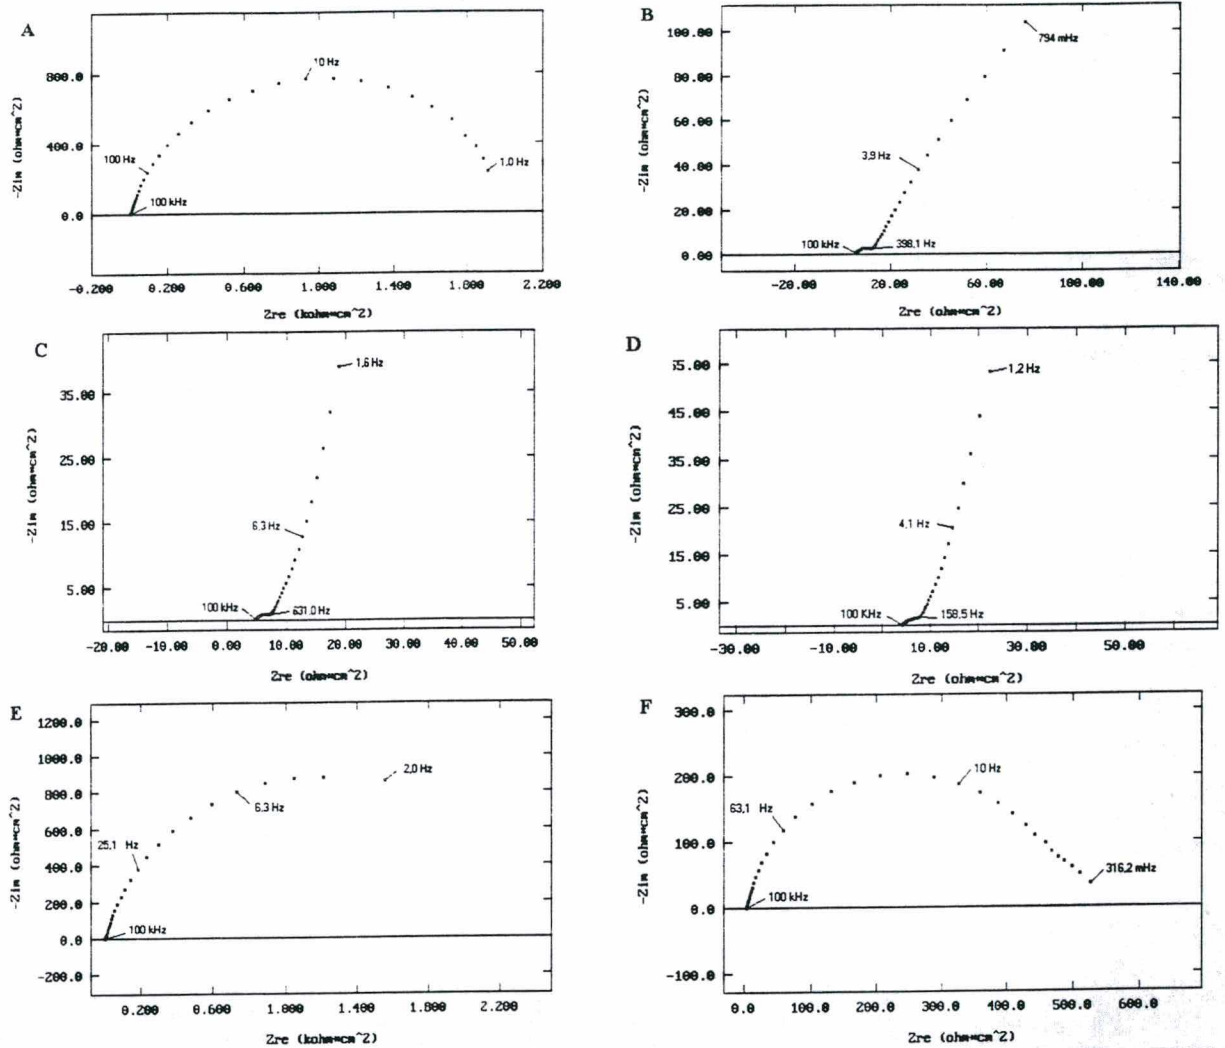 A
-Zim (ohm*cm^2)
800.0
400.0
0.0
10 Hz
100 Hz
1,0 Hz
100 kHz
-0.200 0.200 0.600 1.000 1.400 1.800 2.200
Zre (kohm*cm^2)
B
-Zim (ohm*cm^2)
100.00
80.00
60.00
40.00
20.00
0.00
794 mHz
3,9 Hz
100 kHz
398,1 Hz
-20.00 20.00 60.00 100.00 140.00
Zre (ohm*cm^2)
C
-Zim (ohm*cm^2)
35.00
25.00
15.00
5.00
1,6 Hz
6,3 Hz
100 kHz
631,0 Hz
-20.00 -10.00 0.00 10.00 20.00 30.00 40.00 50.00
Zre (ohm*cm^2)
D
-Zim (ohm*cm^2)
55.00
45.00
35.00
25.00
15.00
5.00
1,2 Hz
4,1 Hz
100 KHz
158,5 Hz
-30.00 -10.00 10.00 30.00 50.00
Zre (ohm*cm^2)
E
-Zim (ohm*cm^2)
1200.0
1000.0
800.0
600.0
400.0
200.0
0.0
-200.0
2,0 Hz
6,3 Hz
25,1 Hz
100 kHz
0.200 0.600 1.000 1.400 1.800 2.200
Zre (kohm*cm^2)
F
-Zim (ohm*cm^2)
300.0
200.0
100.0
0.0
-100.0
10 Hz
63,1 Hz
316,2 mHz
100 kHz
0.0 100.0 200.0 300.0 400.0 500.0 600.0
Zre (ohm*cm^2)